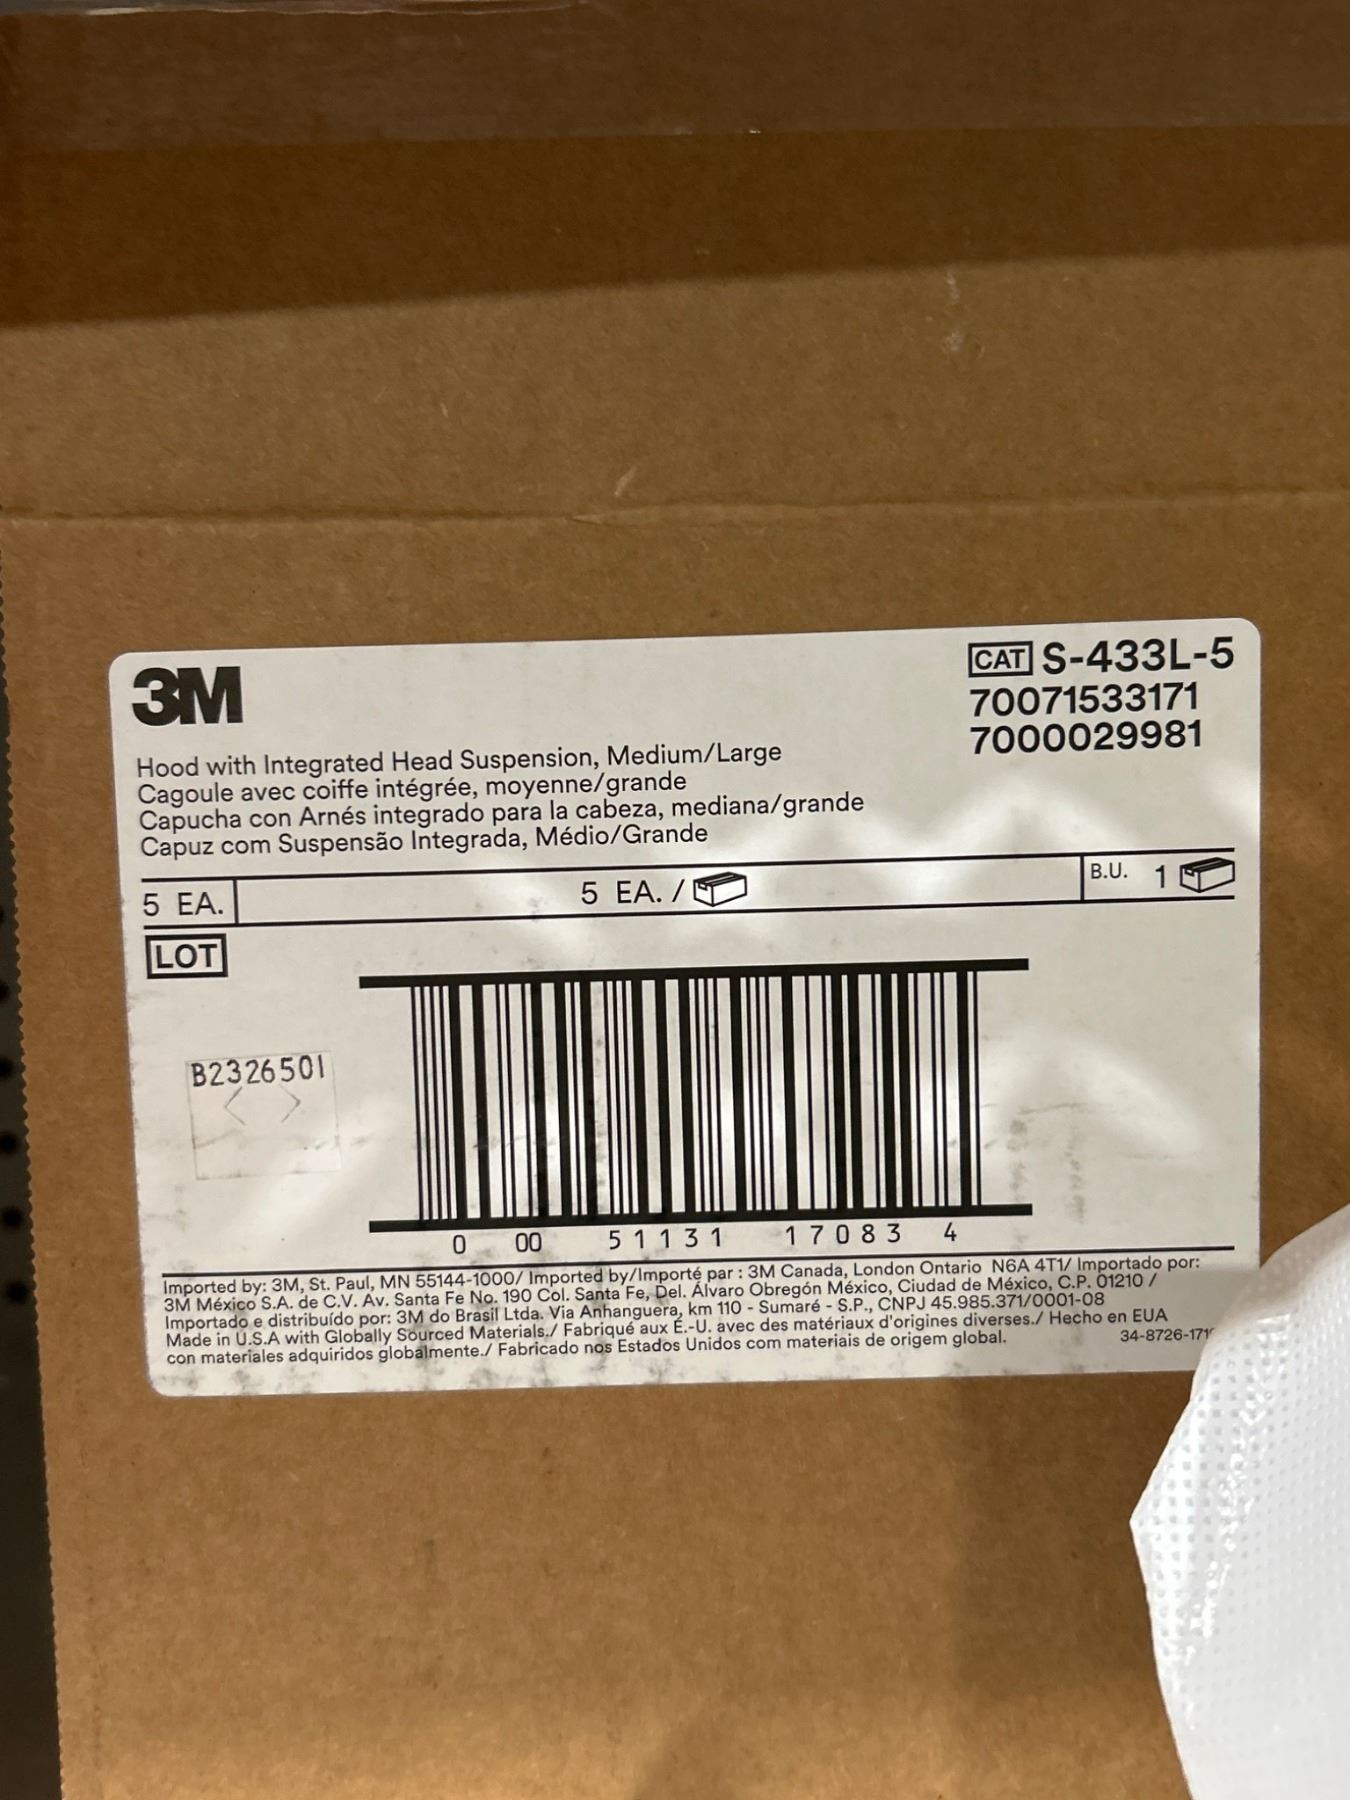 3M
CAT S-433L-5
70071533171
7000029981
Hood with Integrated Head Suspension, Medium/Large
Cagoule avec coiffe intégrée, moyenne/grande
Capucha con Arnés integrado para la cabeza, mediana/grande
Capuz com Suspensão Integrada, Médio/Grande
5 EA.
5 EA. /
B.U. 1
LOT
B2326501
0 00 51131 17083 4
Imported by: 3M, St. Paul, MN 55144-1000/ Imported by/Importé par : 3M Canada, London Ontario N6A 4T1/ Importado por:
3M México S.A. de C.V. Av. Santa Fe No. 190 Col. Santa Fe, Del. Álvaro Obregón México, Ciudad de México, C.P. 01210 /
Importado e distribuído por: 3M do Brasil Ltda. Via Anhanguera, km 110 - Sumaré - S.P., CNPJ 45.985.371/0001-08
Made in U.S.A with Globally Sourced Materials./ Fabriqué aux É.-U. avec des matériaux d'origines diverses./ Hecho en EUA
con materiales adquiridos globalmente./ Fabricado nos Estados Unidos com materiais de origem global.